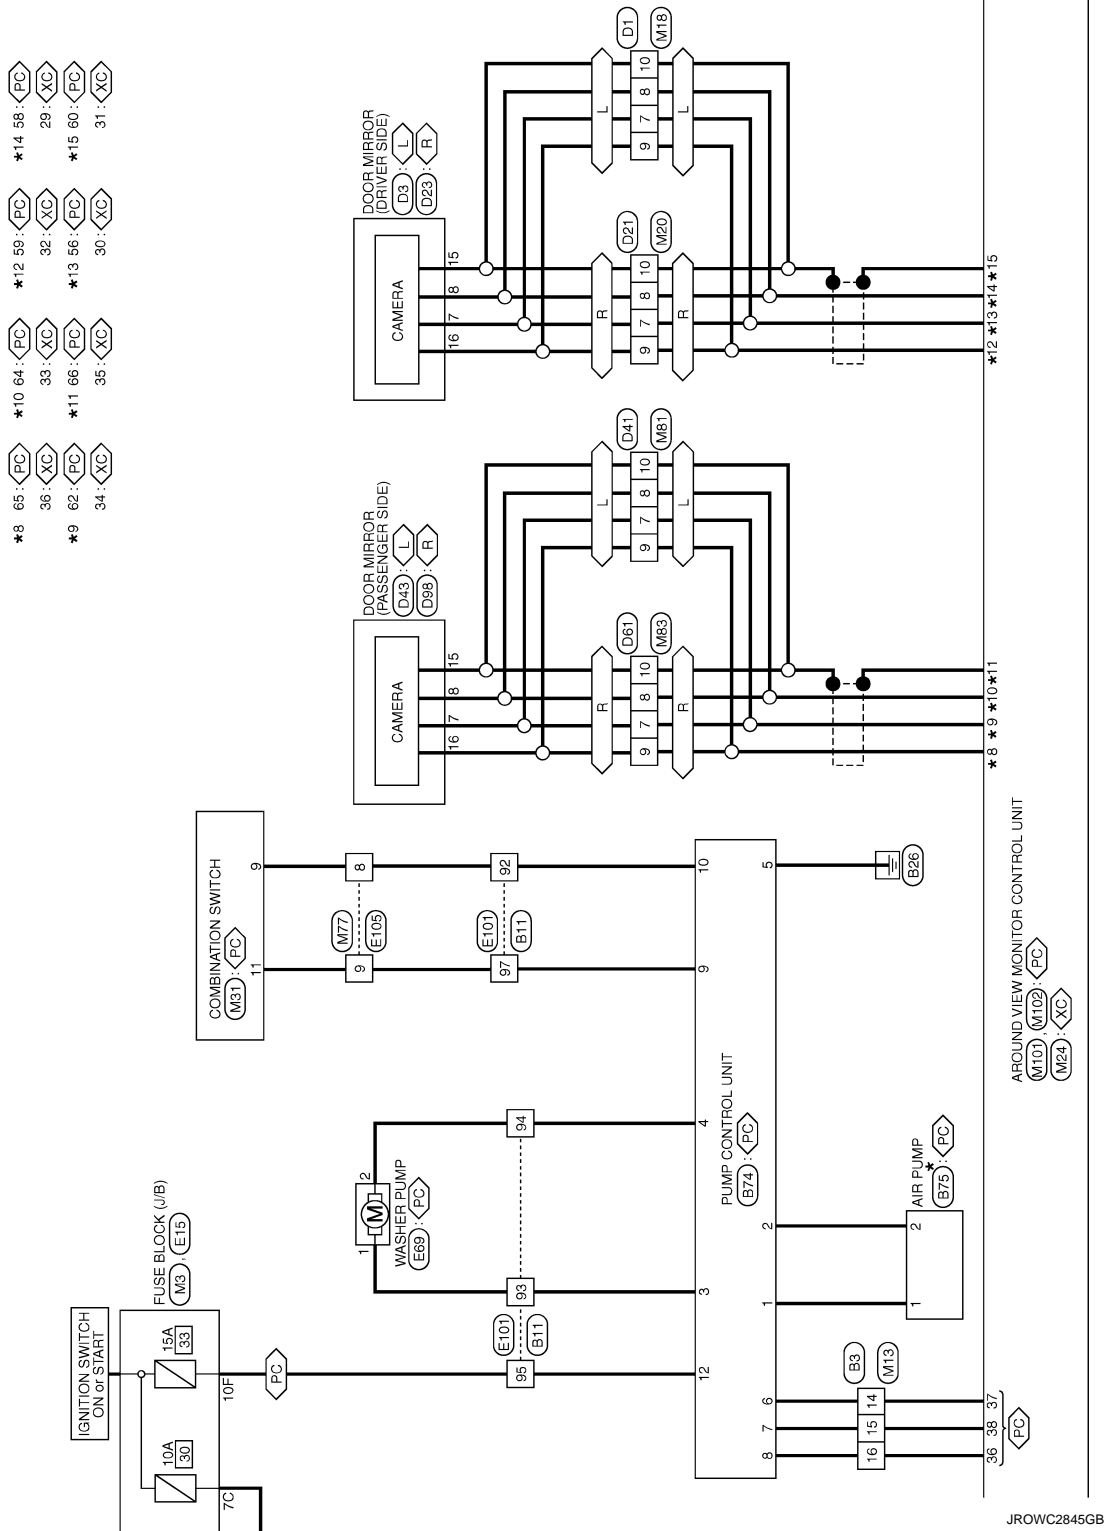 IGNITION SWITCH
ON or START
FUSE BLOCK (J/B)
M3 , E15
10A
30
15A
33
7C
10F
PC
E101
B11
95
93
94
1
2
M
WASHER PUMP
E69 : PC
COMBINATION SWITCH
M31 : PC
11
9
M77
E105
9
8
E101
B11
97
92
12
3
4
9
10
PUMP CONTROL UNIT
B74 : PC
8
7
6
1
2
5
B26
B3
M13
16
15
14
36
38
37
PC
1
2
AIR PUMP
B75 * : PC
DOOR MIRROR
(PASSENGER SIDE)
D43 : L
D98 : R
CAMERA
16
7
8
15
R
L
D61
M83
9
7
8
10
D41
M81
9
7
8
10
R
L
*8
*9
*10
*11
DOOR MIRROR
(DRIVER SIDE)
D3 : L
D23 : R
CAMERA
16
7
8
15
R
L
D21
M20
9
7
8
10
D1
M18
9
7
8
10
R
L
*12
*13
*14
*15
AROUND VIEW MONITOR CONTROL UNIT
M101 , M102 : PC
M24 : XC
*8 65 : PC
36 : XC
*9 62 : PC
34 : XC
*10 64 : PC
33 : XC
*11 66 : PC
35 : XC
*12 59 : PC
32 : XC
*13 56 : PC
30 : XC
*14 58 : PC
29 : XC
*15 60 : PC
31 : XC
JROWC2845GB